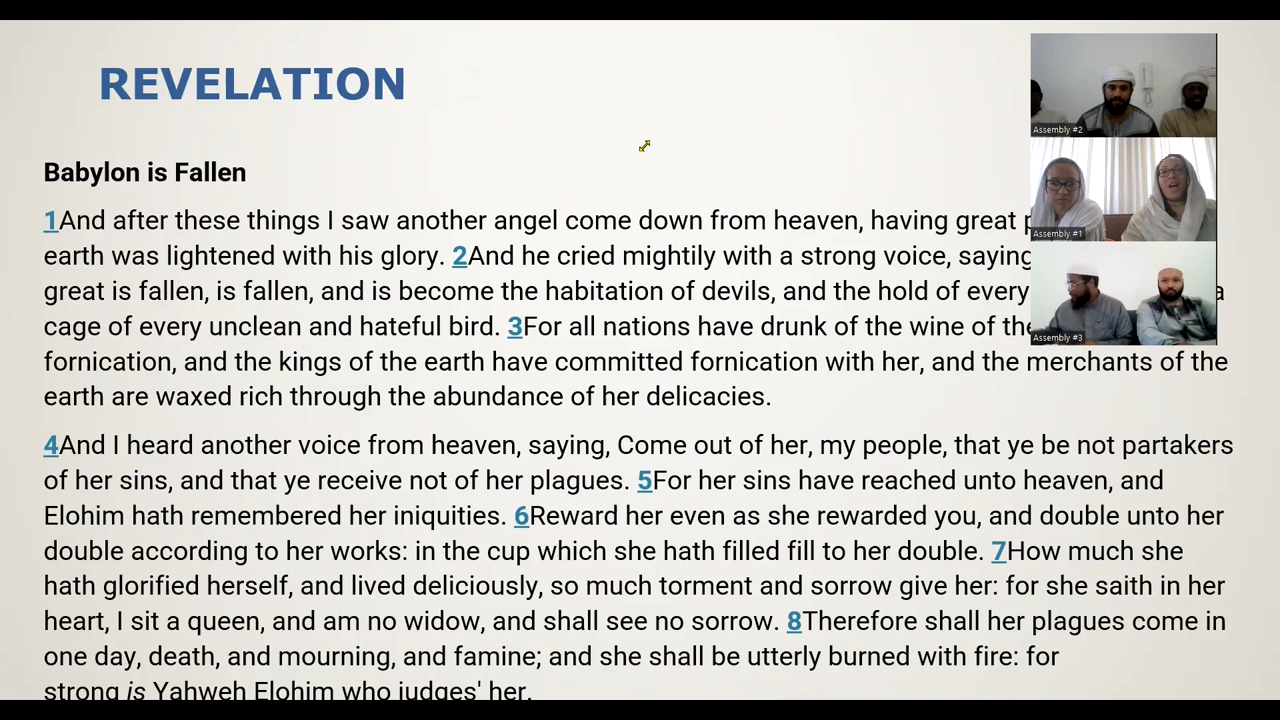 REVELATION
Babylon is Fallen
1And after these things I saw another angel come down from heaven, having great
earth was lightened with his glory. 2And he cried mightily with a strong voice, saying
great is fallen, is fallen, and is become the habitation of devils, and the hold of every a
cage of every unclean and hateful bird. 3For all nations have drunk of the wine of the
fornication, and the kings of the earth have committed fornication with her, and the merchants of the
earth are waxed rich through the abundance of her delicacies.
4And I heard another voice from heaven, saying, Come out of her, my people, that ye be not partakers
of her sins, and that ye receive not of her plagues. 5For her sins have reached unto heaven, and
Elohim hath remembered her iniquities. 6Reward her even as she rewarded you, and double unto her
double according to her works: in the cup which she hath filled fill to her double. 7How much she
hath glorified herself, and lived deliciously, so much torment and sorrow give her: for she saith in her
heart, I sit a queen, and am no widow, and shall see no sorrow. 8Therefore shall her plagues come in
one day, death, and mourning, and famine; and she shall be utterly burned with fire: for
strong is Yahweh Elohim who judges' her.
Assembly #2
Assembly #1
Assembly #3